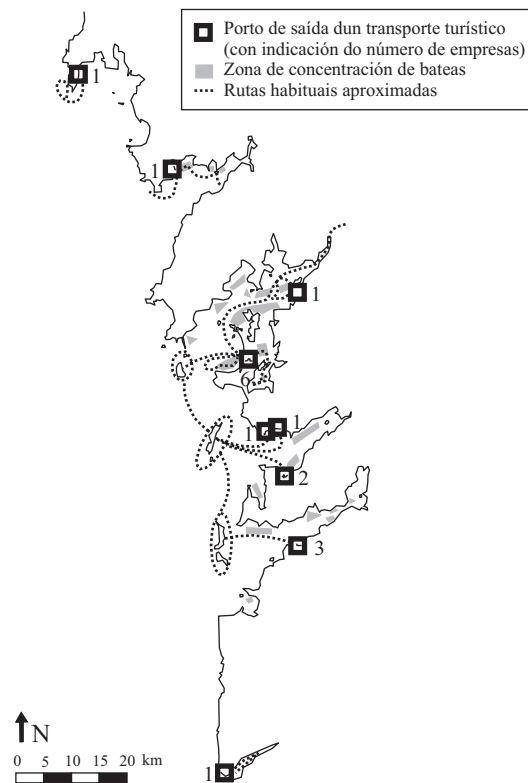 Porto de saída dun transporte turístico
(con indicación do número de empresas)
Zona de concentración de bateas
Rutas habituais aproximadas
1
1
1
6
1
1
2
3
1
N
0 5 10 15 20 km